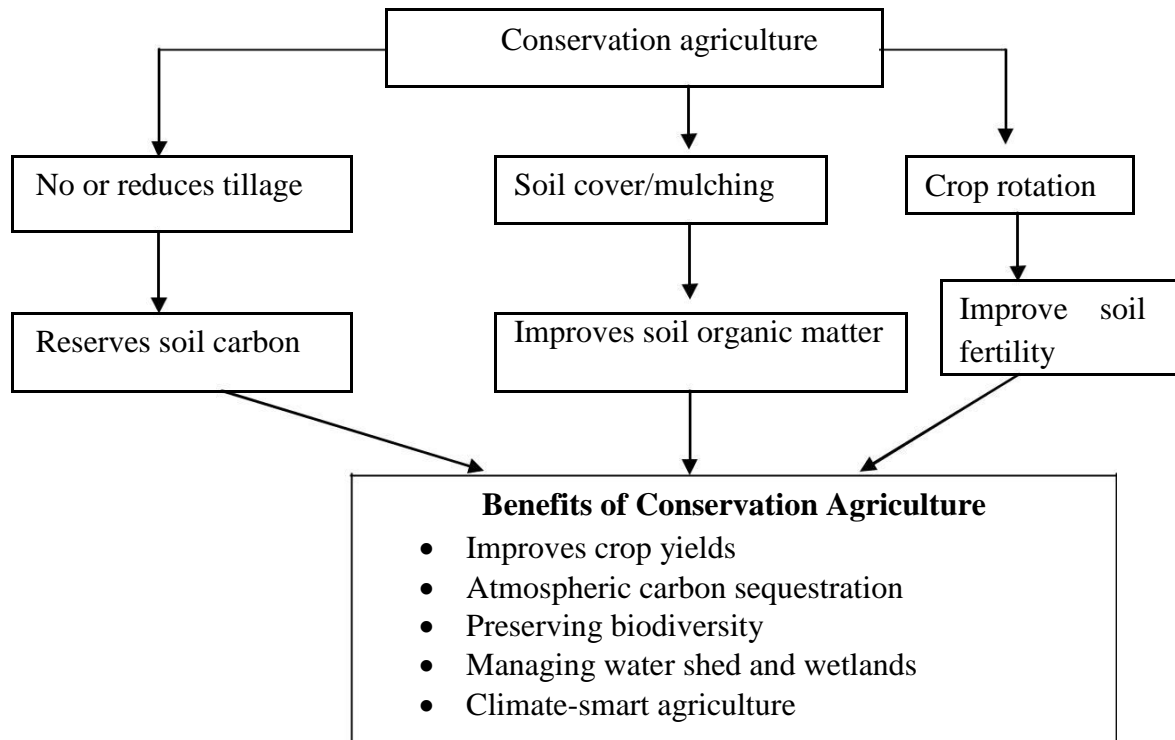 Conservation agriculture
No or reduces tillage
Soil cover/mulching
Crop rotation
Reserves soil carbon
Improves soil organic matter
Improve soil
fertility
Benefits of Conservation Agriculture
• Improves crop yields
• Atmospheric carbon sequestration
• Preserving biodiversity
• Managing water shed and wetlands
• Climate-smart agriculture